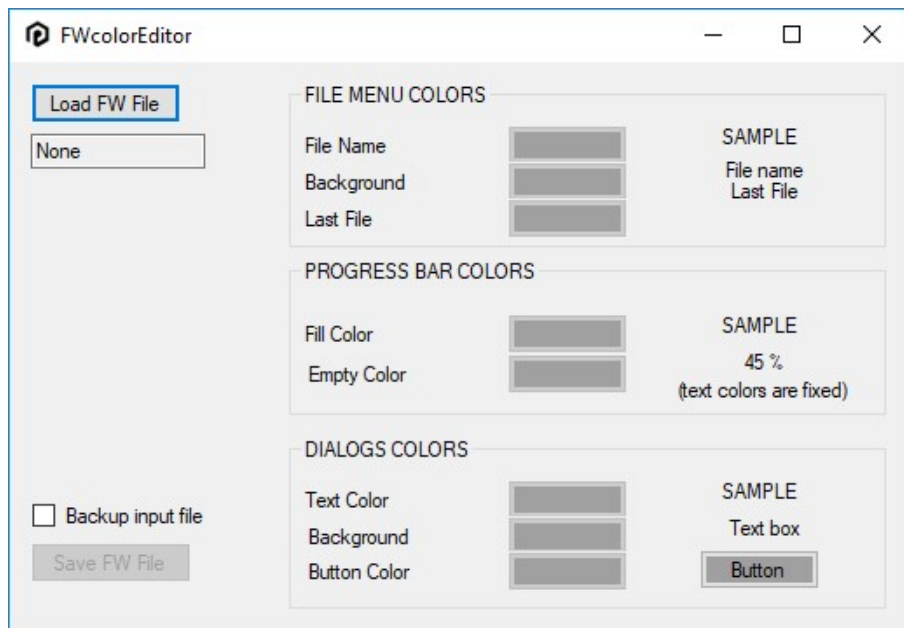 FWcolorEditor
Load FW File
None
FILE MENU COLORS
File Name
Background
Last File
SAMPLE
File name
Last File
PROGRESS BAR COLORS
Fill Color
Empty Color
SAMPLE
45 %
(text colors are fixed)
DIALOGS COLORS
Text Color
Background
Button Color
SAMPLE
Text box
Button
Backup input file
Save FW File